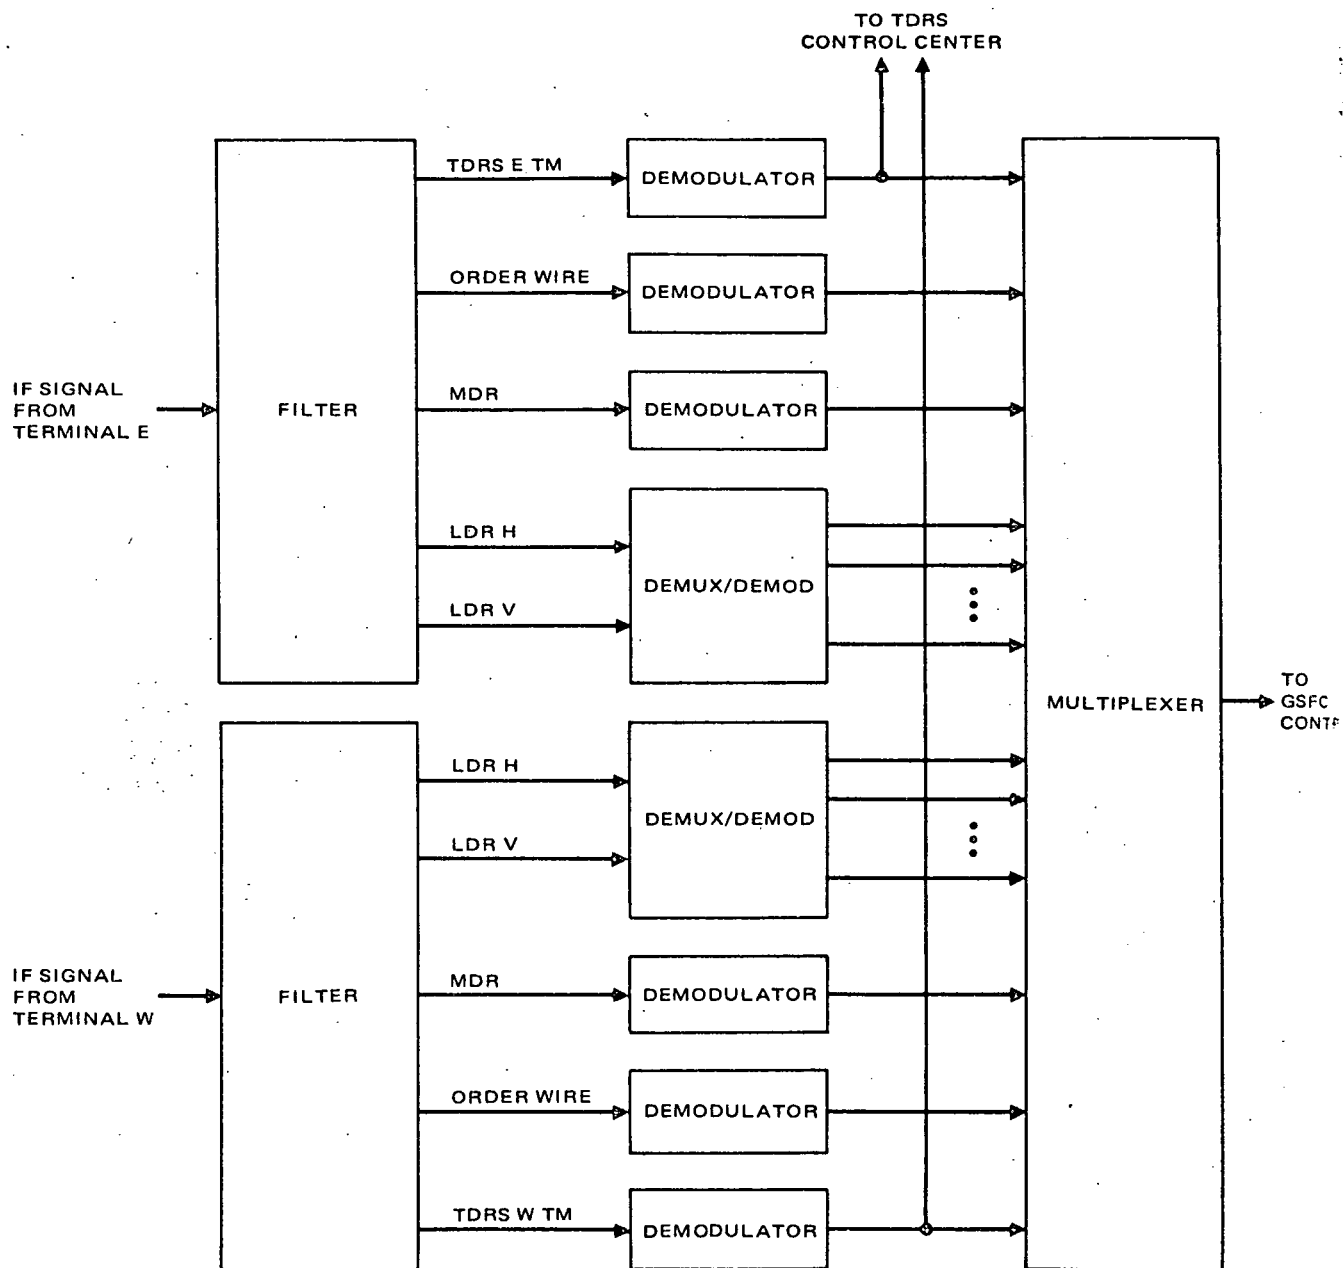 TO TDRS
CONTROL CENTER
TDRS E TM
DEMODULATOR
ORDER WIRE
DEMODULATOR
IF SIGNAL
FROM
TERMINAL E
FILTER
MDR
DEMODULATOR
LDR H
LDR V
DEMUX/DEMOD
MULTIPLEXER
TO
GSFC
LDR H
LDR V
DEMUX/DEMOD
IF SIGNAL
FROM
TERMINAL W
FILTER
MDR
DEMODULATOR
ORDER WIRE
DEMODULATOR
TDRS W TM
DEMODULATOR